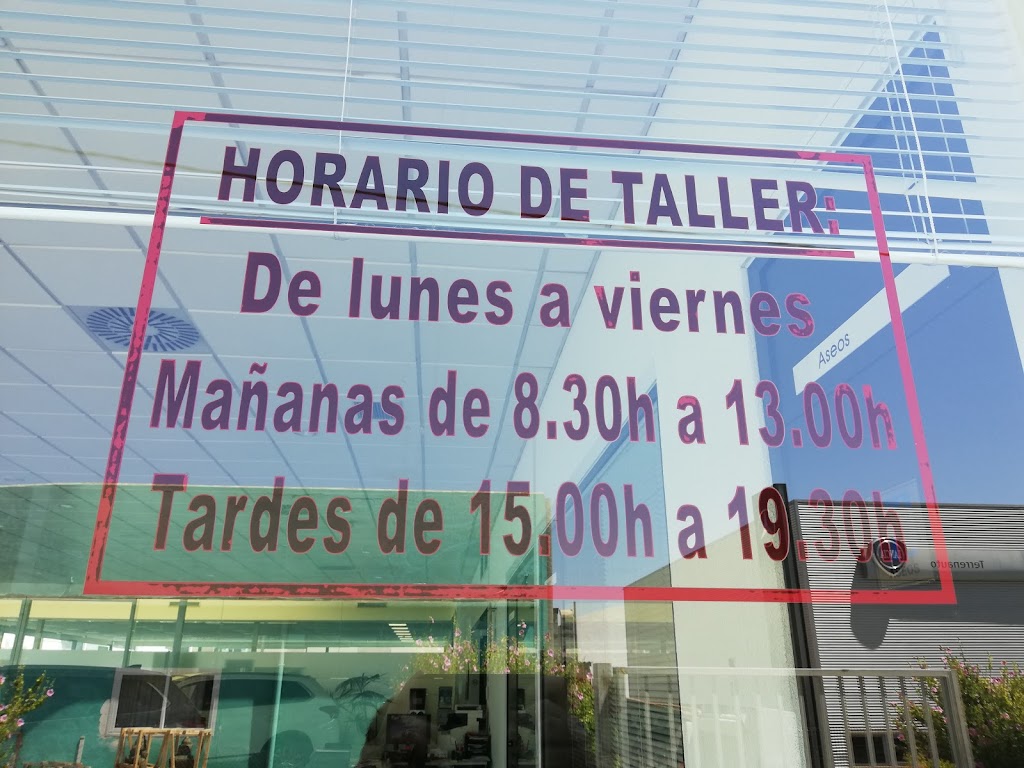 HORARIO DE TALLER:
De lunes a viernes
Mañanas de 8.30h a 13.00h
Tardes de 15.00h a 19.30h
Aseos
Terrenauto